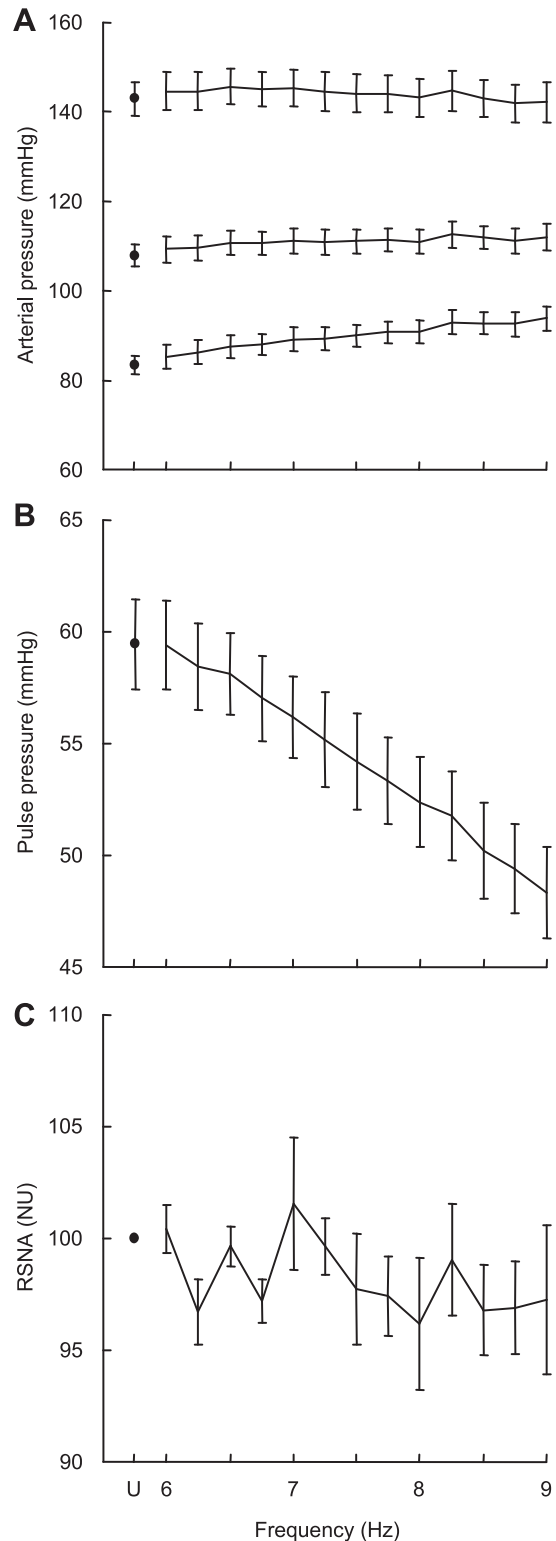 A
160
140
120
100
80
60
Arterial pressure (mmHg)
B
65
60
55
50
45
Pulse pressure (mmHg)
C
110
105
100
95
90
RSNA (NU)
U 6 7 8 9
Frequency (Hz)